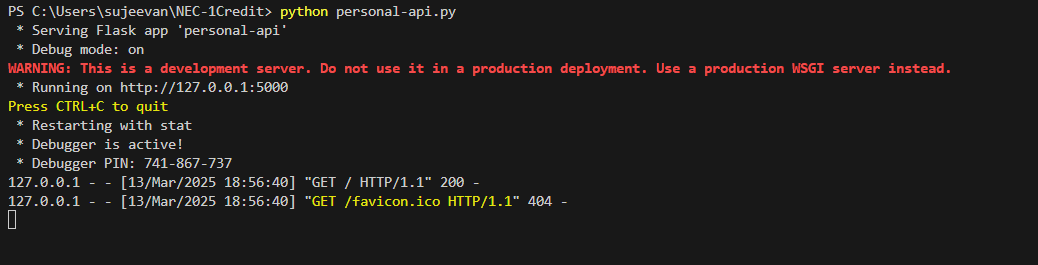 PS C:\Users\sujeevan\NEC-1Credit> python personal-api.py
 * Serving Flask app 'personal-api'
 * Debug mode: on
WARNING: This is a development server. Do not use it in a production deployment. Use a production WSGI server instead.
 * Running on http://127.0.0.1:5000
Press CTRL+C to quit
 * Restarting with stat
 * Debugger is active!
 * Debugger PIN: 741-867-737
127.0.0.1 - - [13/Mar/2025 18:56:40] "GET / HTTP/1.1" 200 -
127.0.0.1 - - [13/Mar/2025 18:56:40] "GET /favicon.ico HTTP/1.1" 404 -